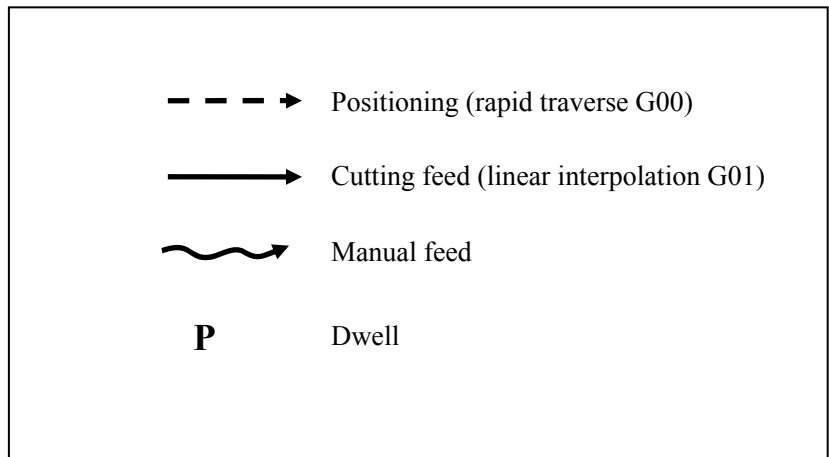 Positioning (rapid traverse G00)
Cutting feed (linear interpolation G01)
Manual feed
P Dwell